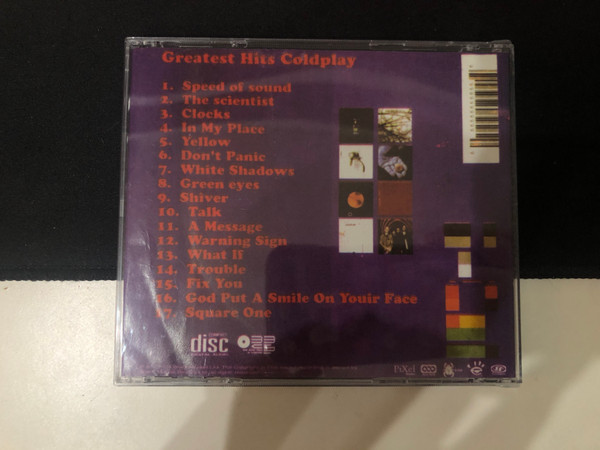 Greatest Hits Coldplay
1. Speed of sound
2. The scientist
3. Clocks
4. In My Place
5. Yellow
6. Don't Panic
7. White Shadows
8. Green eyes
9. Shiver
10. Talk
11. A Message
12. Warning Sign
13. What If
14. Trouble
15. Fix You
16. God Put A Smile On Youir Face
17. Square One
COMPACT
disc